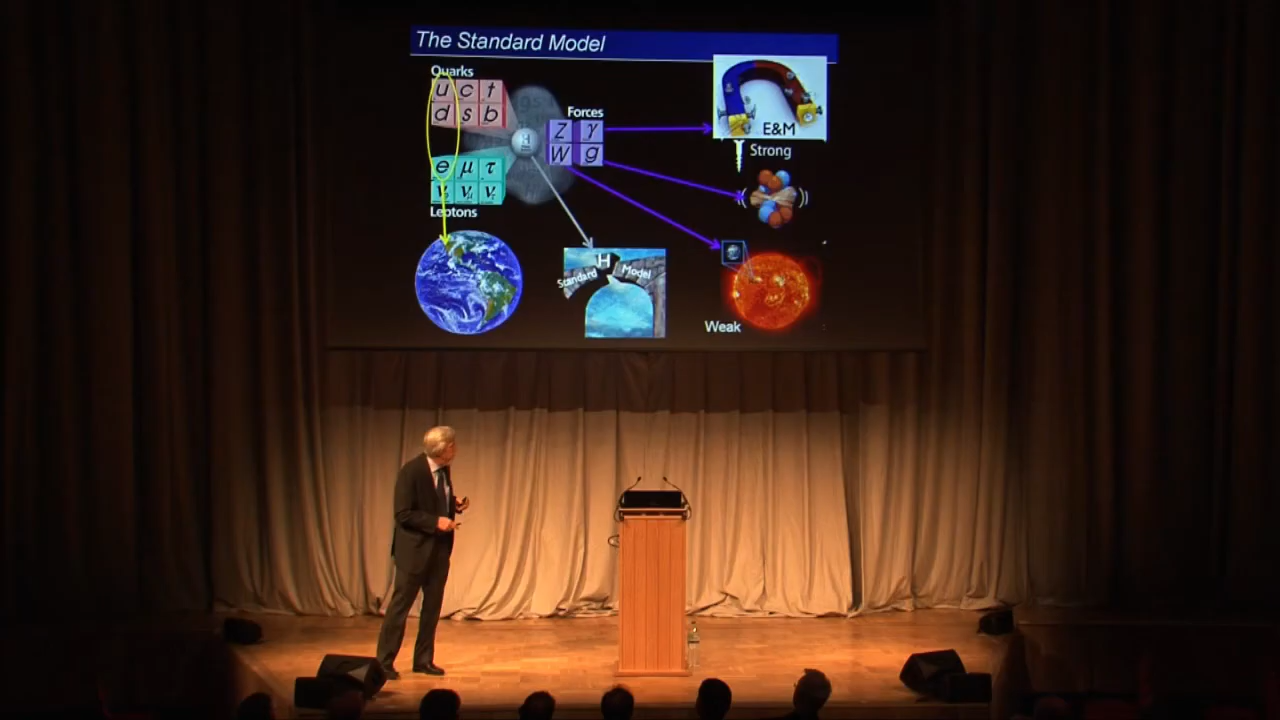 The Standard Model
Quarks
u c t
d s b
Forces
Z γ
W g
H
E&M
Strong
e μ τ
ν ν ν
Leptons
H
Standard Model
Weak